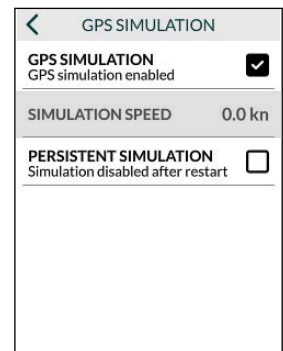 GPS SIMULATION
GPS SIMULATION
GPS simulation enabled
SIMULATION SPEED 0.0 kn
PERSISTENT SIMULATION
Simulation disabled after restart